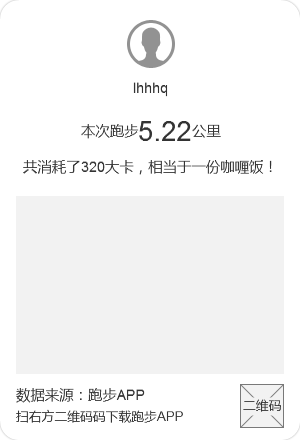 lhhhq
本次跑步5.22公里
共消耗了320大卡，相当于一份咖喱饭！
数据来源：跑步APP
扫右方二维码码下载跑步APP
二维码